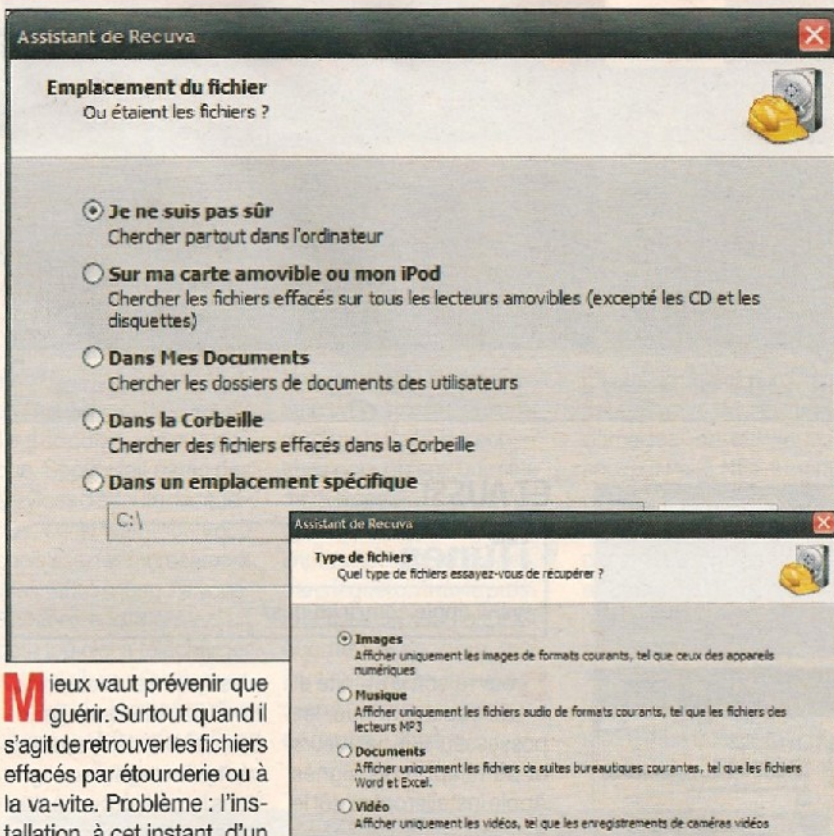 Assistant de Recuva
Emplacement du fichier
Ou étaient les fichiers ?
Je ne suis pas sûr
Chercher partout dans l'ordinateur
Sur ma carte amovible ou mon iPod
Chercher les fichiers effacés sur tous les lecteurs amovibles (excepté les CD et les
disquettes)
Dans Mes Documents
Chercher les dossiers de documents des utilisateurs
Dans la Corbeille
Chercher des fichiers effacés dans la Corbeille
Dans un emplacement spécifique
C:\
Assistant de Recuva
Type de fichiers
Quel type de fichiers essayez-vous de récupérer ?
Images
Afficher uniquement les images de formats courants, tel que ceux des appareils
numériques
Musique
Afficher uniquement les fichiers audio de formats courants, tel que les fichiers des
lecteurs MP3
Documents
Afficher uniquement les fichiers de suites bureautiques courantes, tel que les fichiers
Word et Excel.
Vidéo
Afficher uniquement les vidéos, tel que les enregistrements de caméras vidéos
Mieux vaut prévenir que
guérir. Surtout quand il
s'agit de retrouver les fichiers
effacés par étourderie ou à
la va-vite. Problème : l'ins-
tallation, à cet instant, d'un